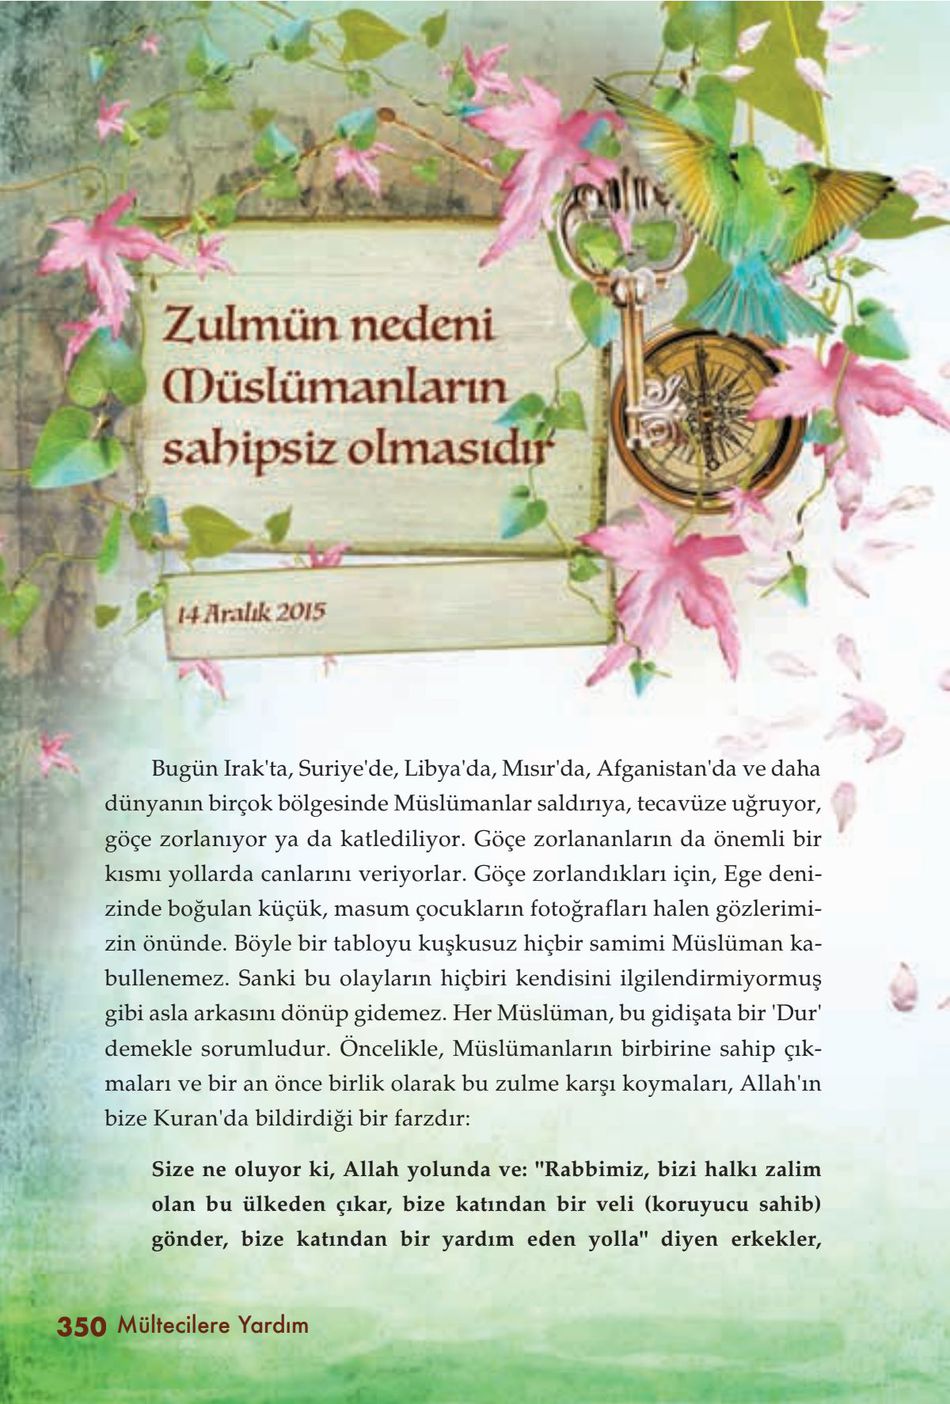 Zulmün nedeni
Müslümanların
sahipsiz olmasıdır
14 Aralık 2015
Bugün Irak'ta, Suriye'de, Libya'da, Mısır'da, Afganistan'da ve daha
dünyanın birçok bölgesinde Müslümanlar saldırıya, tecavüze uğruyor,
göçe zorlanıyor ya da katlediliyor. Göçe zorlananların da önemli bir
kısmı yollarda canlarını veriyorlar. Göçe zorlandıkları için, Ege deni-
zinde boğulan küçük, masum çocukların fotoğrafları halen gözlerimi-
zin önünde. Böyle bir tabloyu kuşkusuz hiçbir samimi Müslüman ka-
bullenemez. Sanki bu olayların hiçbiri kendisini ilgilendirmiyormuş
gibi asla arkasını dönüp gidemez. Her Müslüman, bu gidişata bir 'Dur'
demekle sorumludur. Öncelikle, Müslümanların birbirine sahip çık-
maları ve bir an önce birlik olarak bu zulme karşı koymaları, Allah'ın
bize Kuran'da bildirdiği bir farzdır:
Size ne oluyor ki, Allah yolunda ve: "Rabbimiz, bizi halkı zalim
olan bu ülkeden çıkar, bize katından bir veli (koruyucu sahib)
gönder, bize katından bir yardım eden yolla" diyen erkekler,
350 Mültecilere Yardım